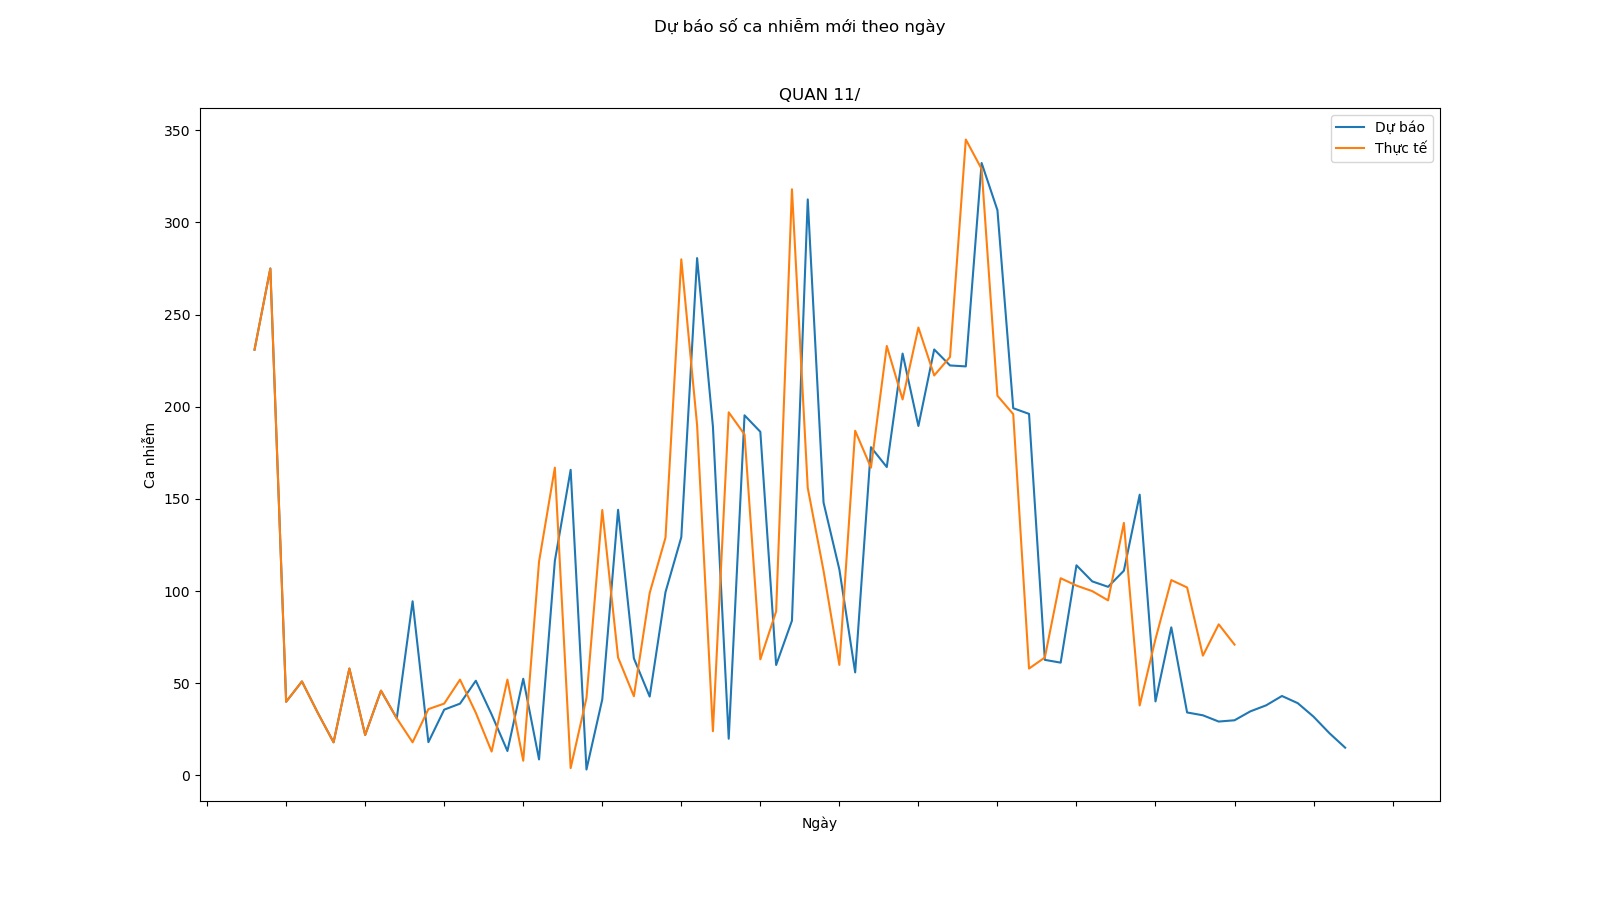 Dự báo số ca nhiễm mới theo ngày
QUAN 11/
Dự báo
Thực tế
350
300
250
200
150
100
50
0
Ca nhiễm
Ngày